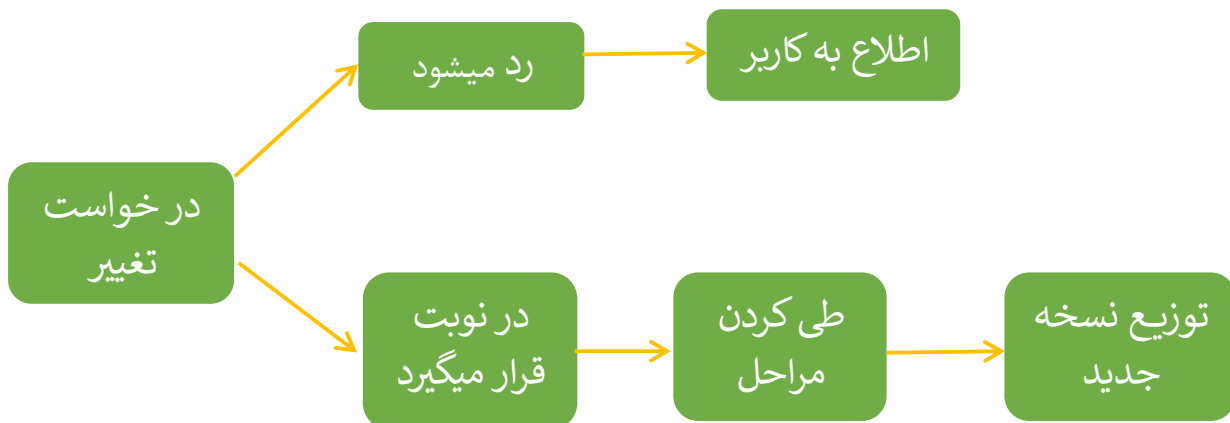 اطلاع به کاربر
رد میشود
در خواست
تغییر
در نوبت
قرار میگیرد
طی کردن
مراحل
توزیع نسخه
جدید